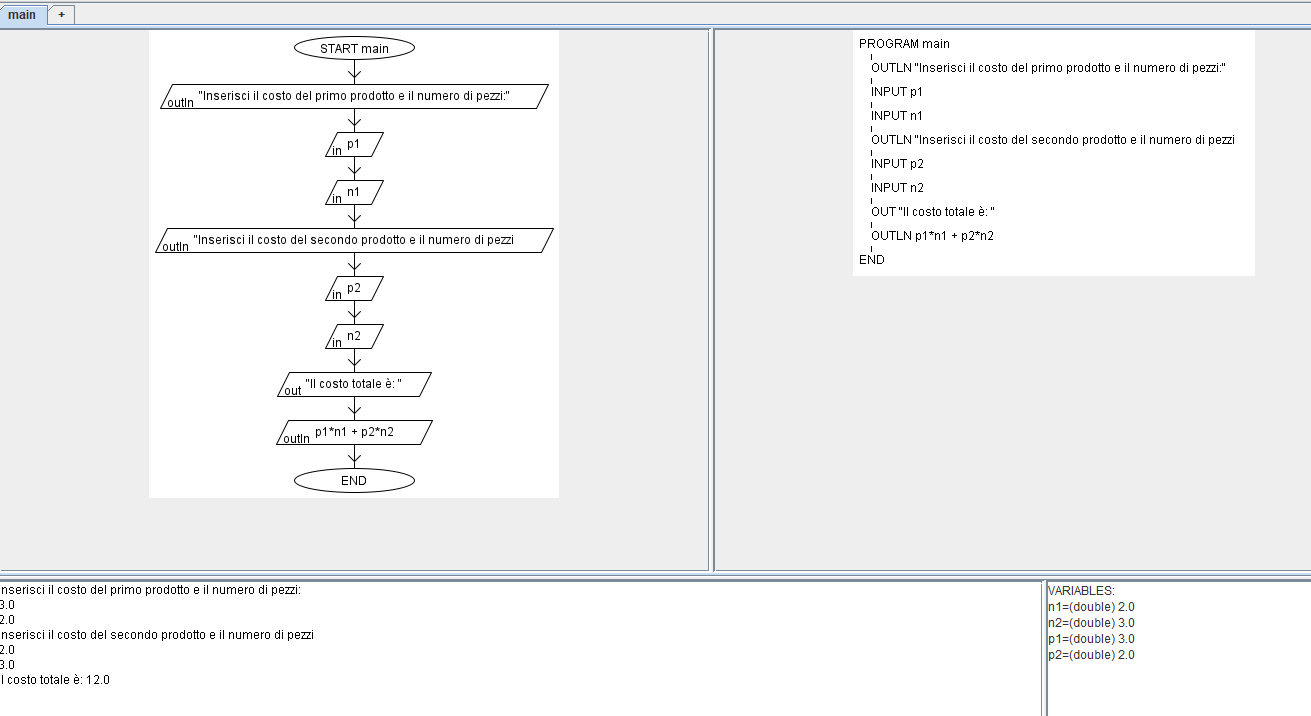 main +
START main
outln "Inserisci il costo del primo prodotto e il numero di pezzi:"
in p1
in n1
outln "Inserisci il costo del secondo prodotto e il numero di pezzi
in p2
in n2
out "Il costo totale è: "
outln p1*n1 + p2*n2
END
PROGRAM main
OUTLN "Inserisci il costo del primo prodotto e il numero di pezzi:"
INPUT p1
INPUT n1
OUTLN "Inserisci il costo del secondo prodotto e il numero di pezzi
INPUT p2
INPUT n2
OUT "Il costo totale è: "
OUTLN p1*n1 + p2*n2
END
nserisci il costo del primo prodotto e il numero di pezzi:
3.0
2.0
nserisci il costo del secondo prodotto e il numero di pezzi
2.0
3.0
l costo totale è: 12.0
VARIABLES:
n1=(double) 2.0
n2=(double) 3.0
p1=(double) 3.0
p2=(double) 2.0